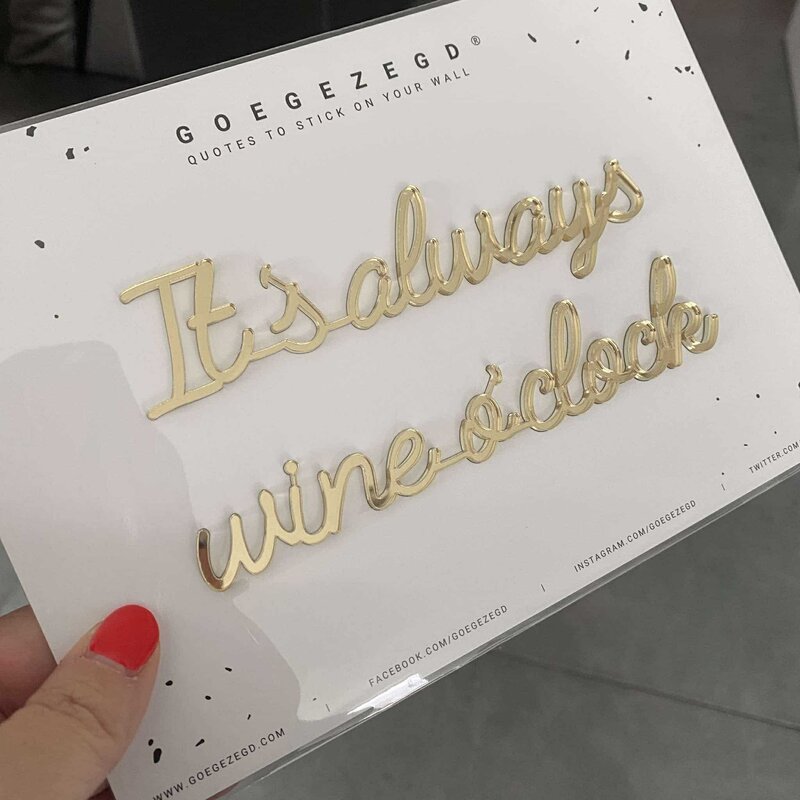 GOEGEZEGD®
QUOTES TO STICK ON YOUR WALL
It's always
wine o'clock
WWW.GOEGEZEGD.COM | FACEBOOK.COM/GOEGEZEGD | INSTAGRAM.COM/GOEGEZEGD | TWITTER.COM